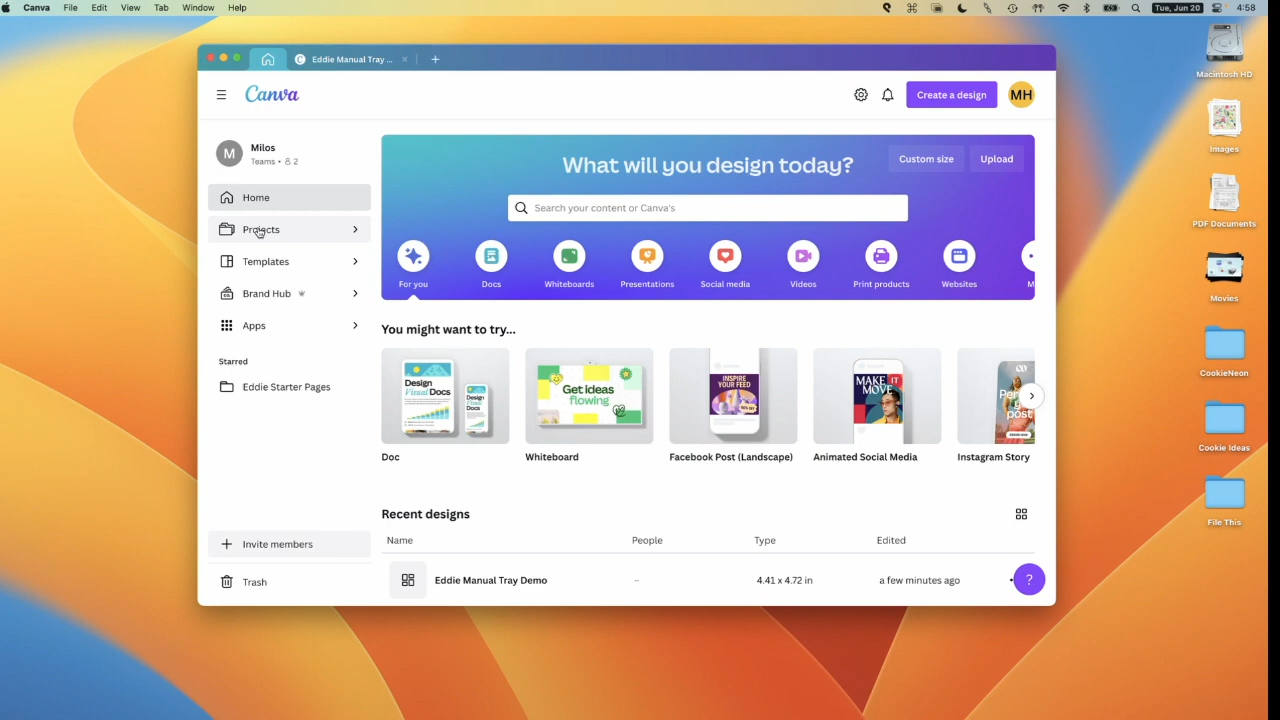 Canva File Edit View Tab Window Help
Tue, Jun 20 4:58
Eddie Manual Tray ...
Canva
Create a design
MH
M
Milos
Teams • 2
Home
Projects
Templates
Brand Hub
Apps
Starred
Eddie Starter Pages
Invite members
Trash
What will you design today?
Custom size
Upload
Search your content or Canva's
For you
Docs
Whiteboards
Presentations
Social media
Videos
Print products
Websites
M
You might want to try...
Design
Visual Docs
Get ideas
flowing
INSPIRE
YOUR FEED
MAKE IT
MOVE
Per
g
post
Doc
Whiteboard
Facebook Post (Landscape)
Animated Social Media
Instagram Story
Recent designs
Name
People
Type
Edited
Eddie Manual Tray Demo
--
4.41 x 4.72 in
a few minutes ago
?
Macintosh HD
Images
PDF Documents
Movies
CookieNeon
Cookie Ideas
File This